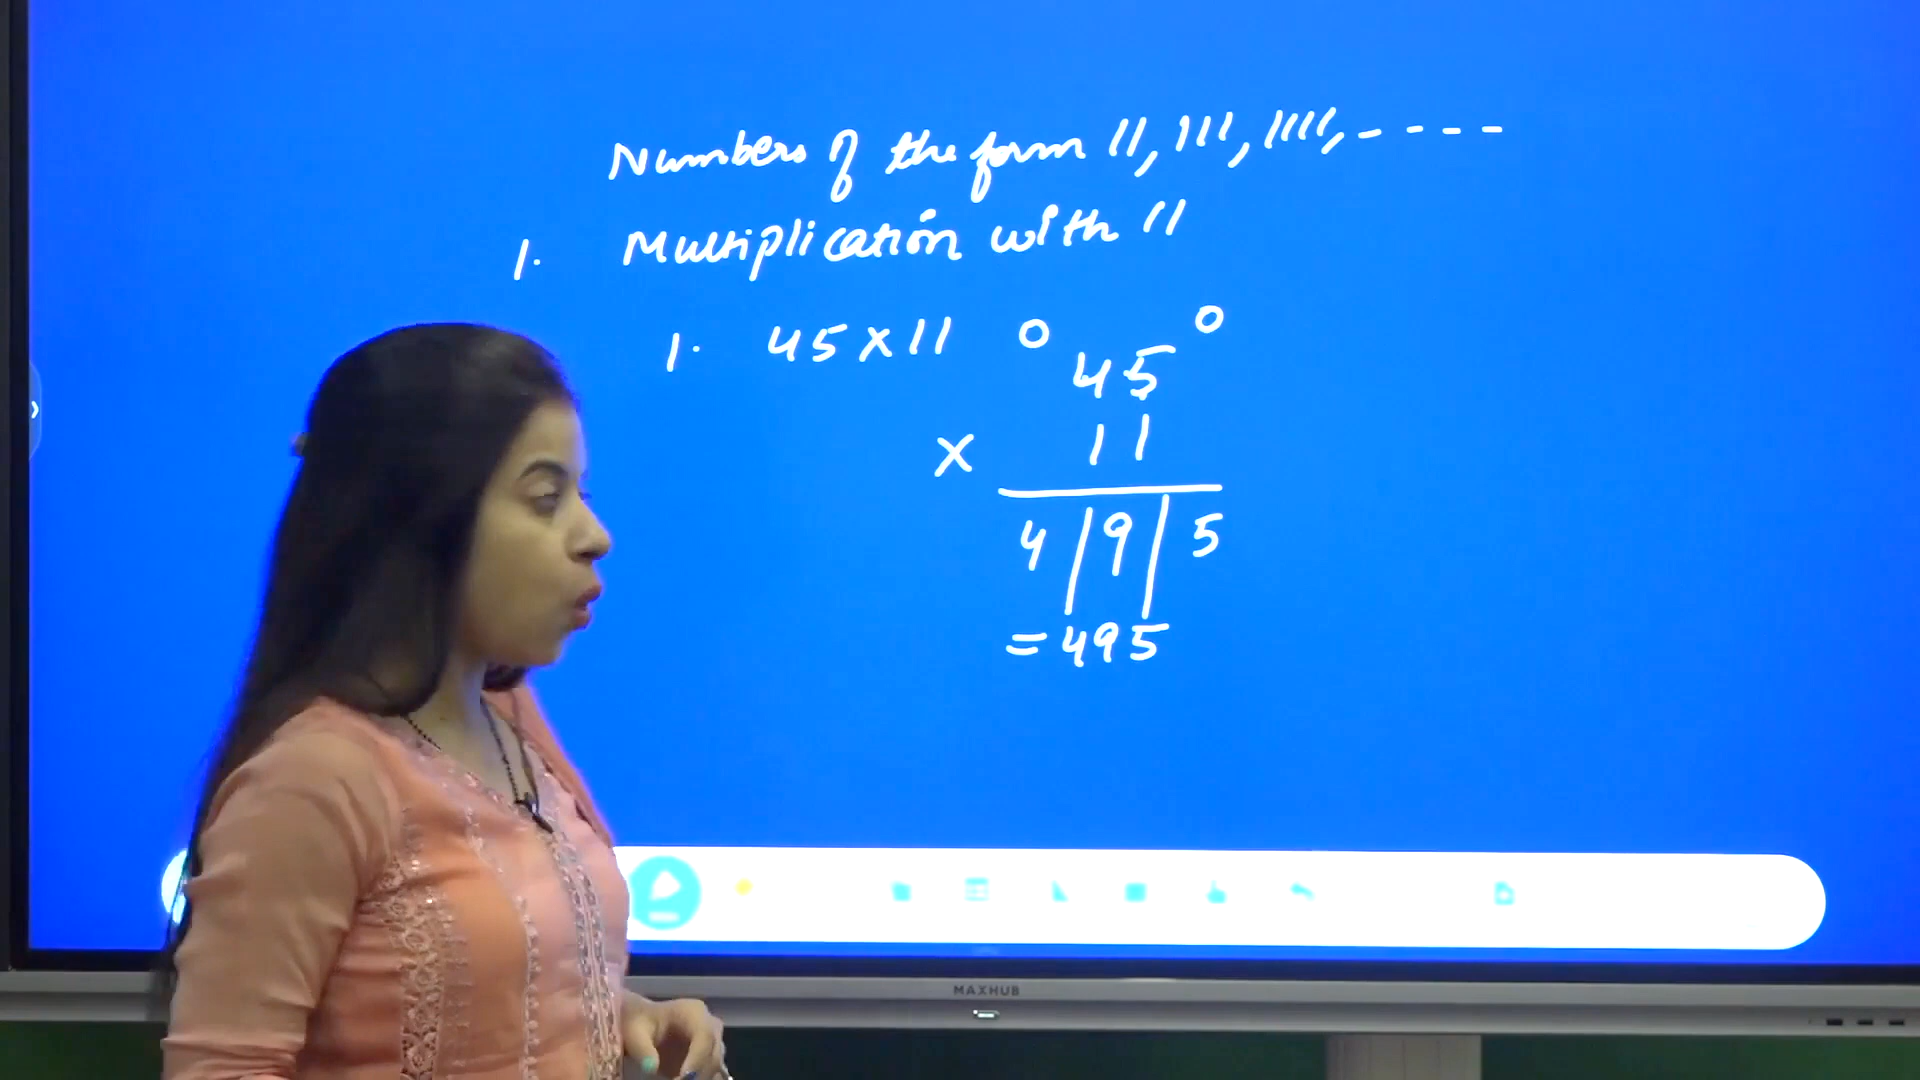 Numbers of the form 11, 111, 1111, - - - -
1. Multiplication with 11
1. 45 x 11
0 45 0
x 11
4 / 9 / 5
= 495
MAXHUB